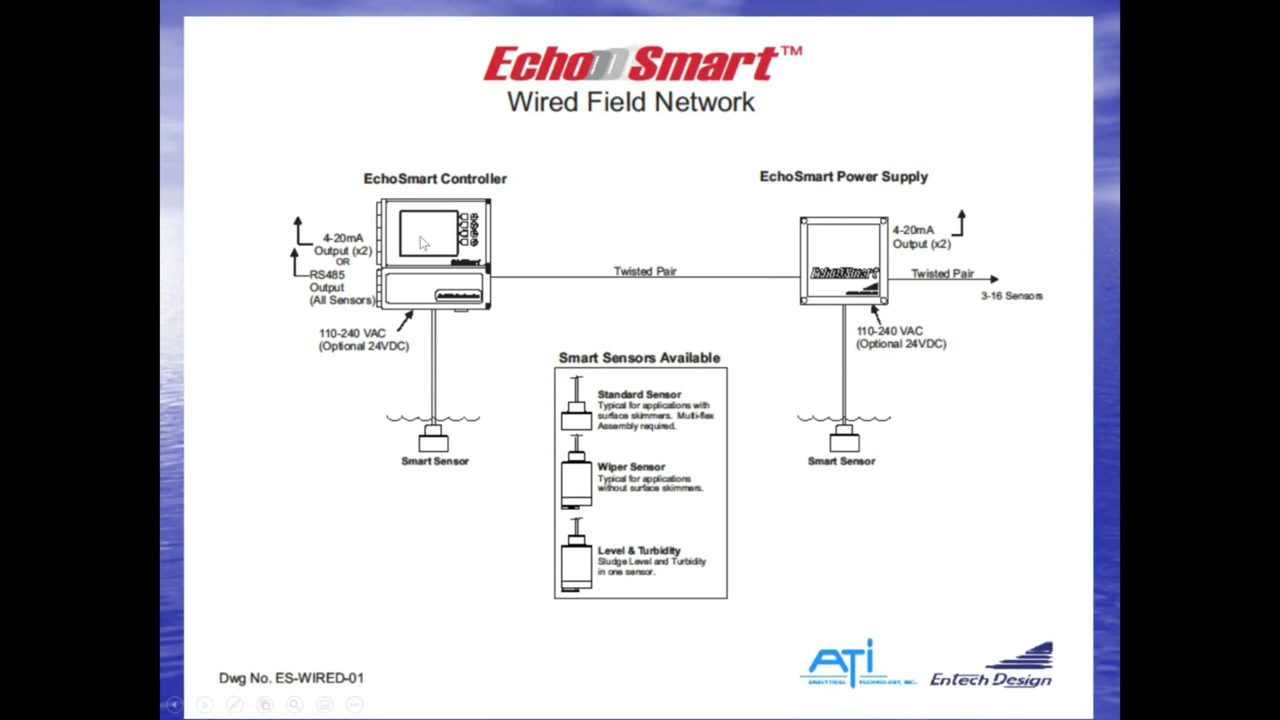 EchoSmart™
Wired Field Network
EchoSmart Controller
EchoSmart Power Supply
4-20mA
Output (x2)
OR
RS485
Output
(All Sensors)
110-240 VAC
(Optional 24VDC)
Twisted Pair
EchoSmart
4-20mA
Output (x2)
Twisted Pair
3-16 Sensors
110-240 VAC
(Optional 24VDC)
Smart Sensor
Smart Sensor
Smart Sensors Available
Standard Sensor
Typical for applications with
surface skimmers. Multi-flex
Assembly required.
Wiper Sensor
Typical for applications
without surface skimmers.
Level & Turbidity
Sludge Level and Turbidity
in one sensor.
Dwg No. ES-WIRED-01
ATi
ANALYTICAL TECHNOLOGY, INC.
Entech Design